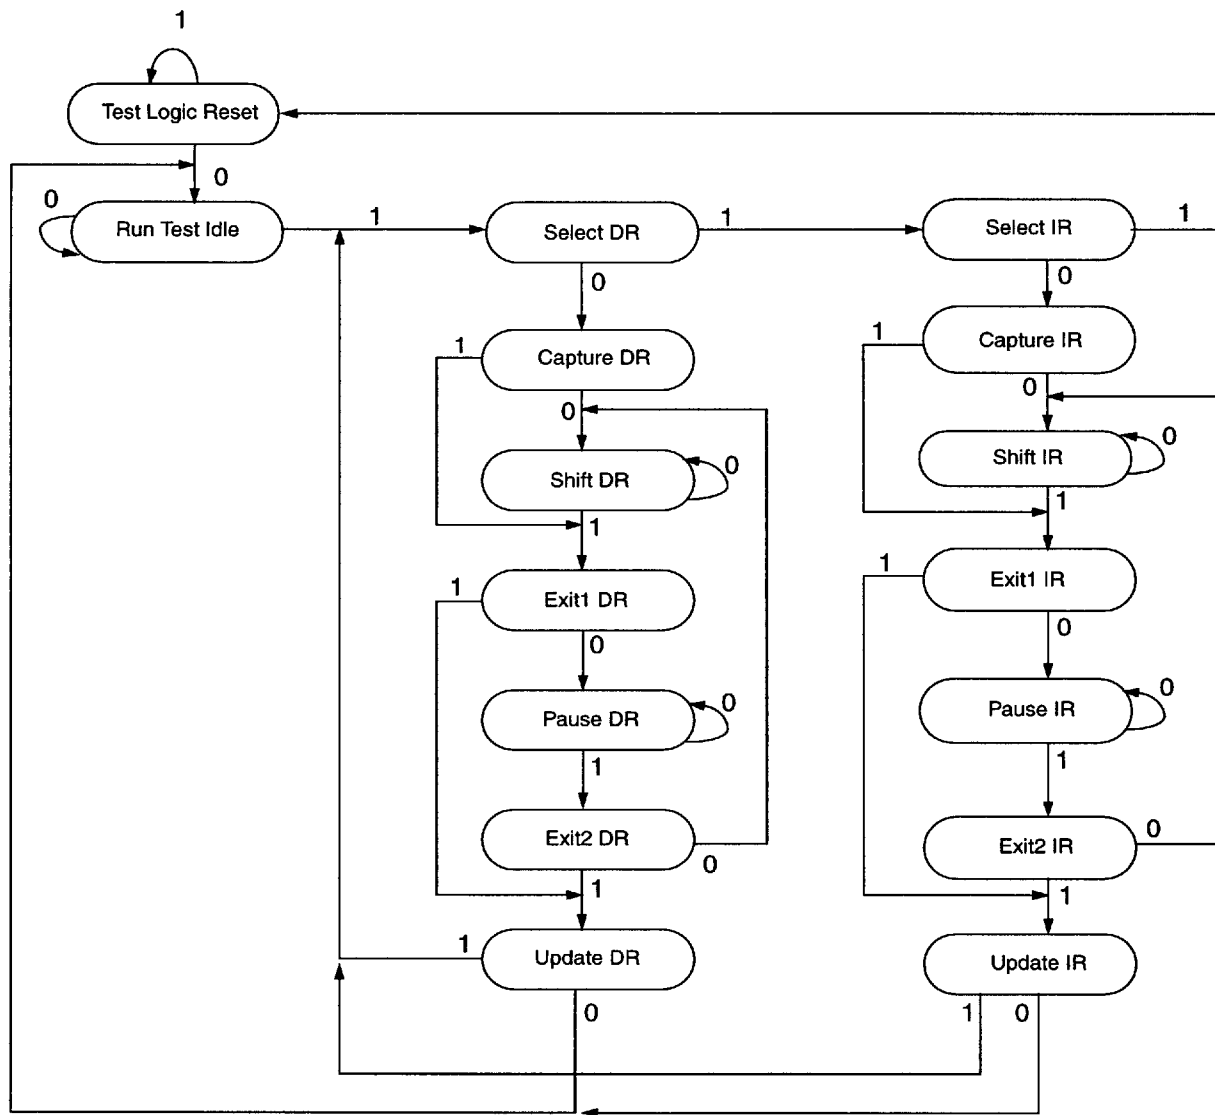 1
Test Logic Reset
0
0
Run Test Idle
1
Select DR
1
Select IR
1
0
0
1
Capture DR
1
Capture IR
0
0
Shift DR
0
Shift IR
0
1
1
1
Exit1 DR
1
Exit1 IR
0
0
Pause DR
0
Pause IR
0
1
1
Exit2 DR
0
Exit2 IR
0
1
1
1
Update DR
Update IR
0
1
0